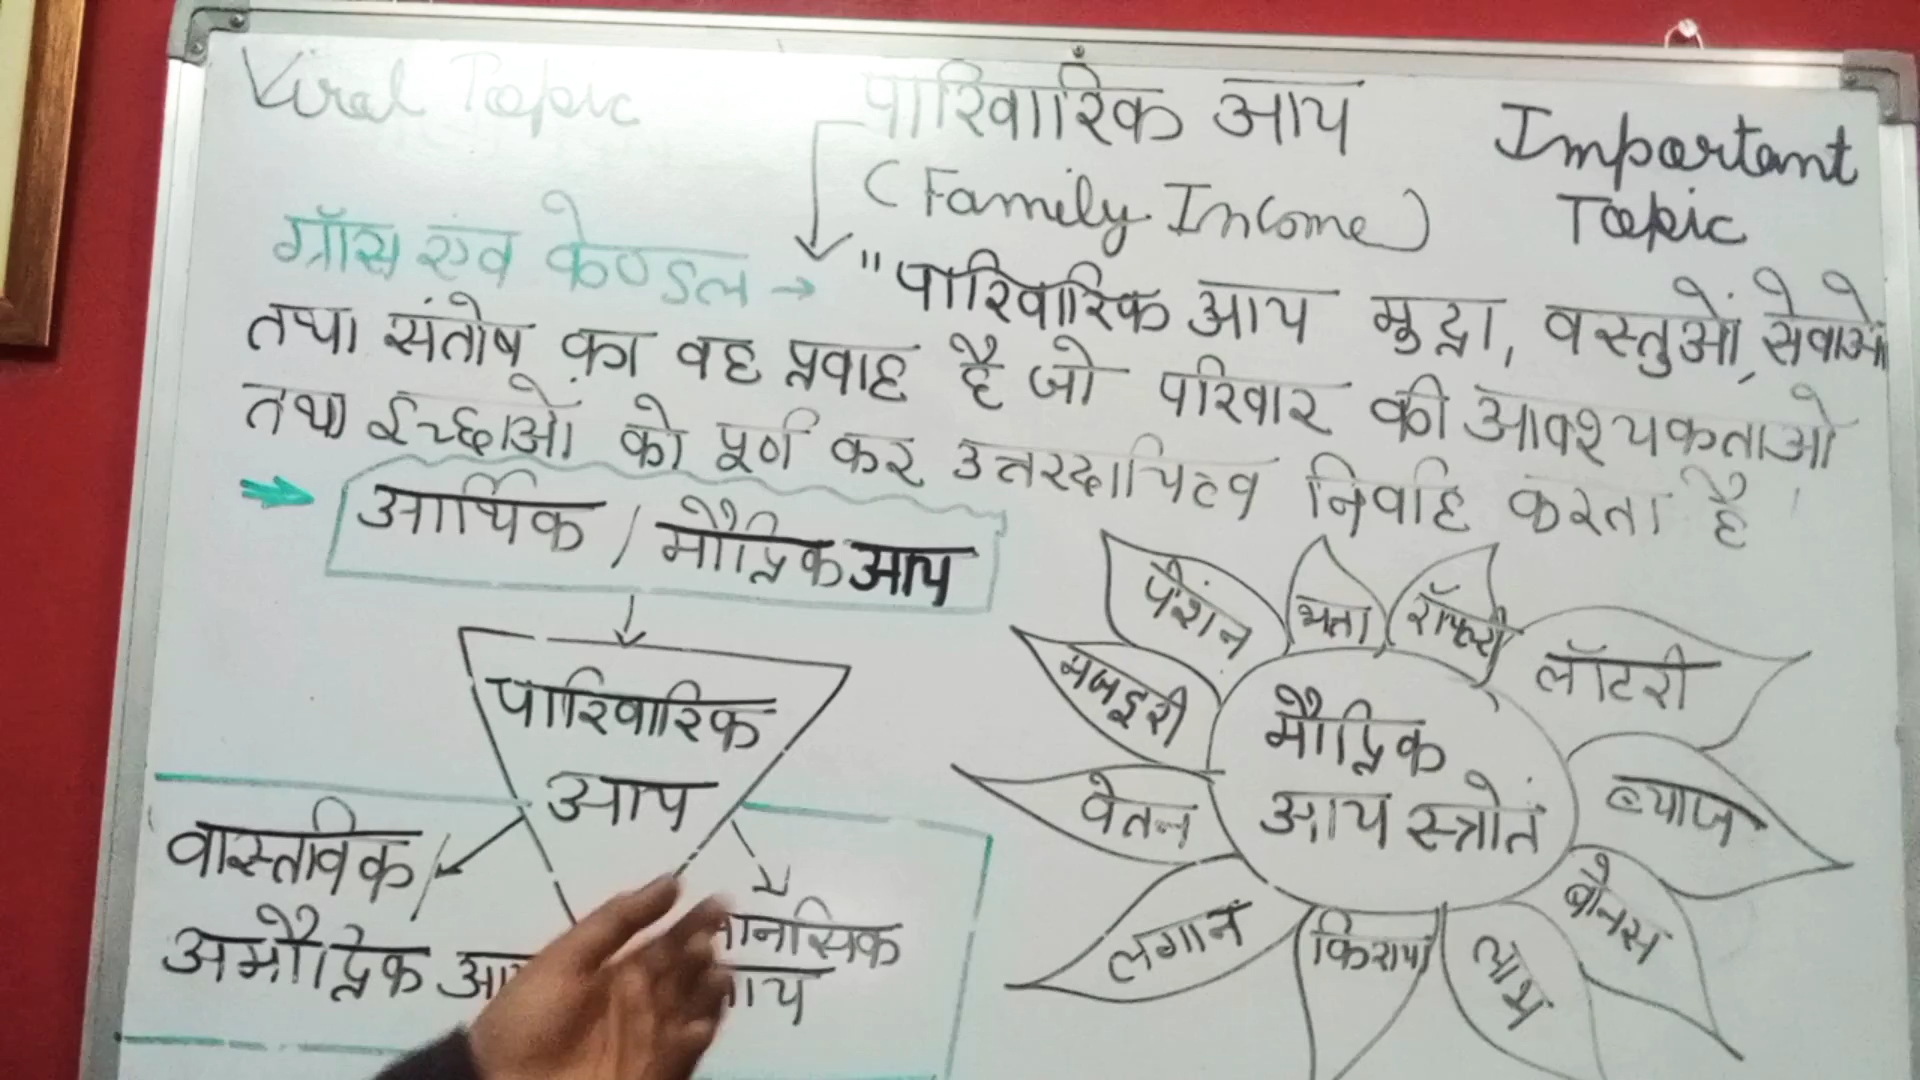 Viral Topic
पारिवारिक आय
Important
(Family Income)
Topic
ग्रॉस एंव केण्डल → "पारिवारिक आय मुद्रा, वस्तुओं, सेवाओ
तथा संतोष का वह प्रवाह है जो परिवार की आवश्यकताओ
तथा इच्छाओं को पूर्ण कर उत्तरदायित्व निर्वाह करता है
आर्थिक / मौद्रिक आय
पारिवारिक
आय
वास्तविक /
अमौद्रिक
मानसिक
आय
मौद्रिक
आय स्त्रोतं
पेंशन
भत्ता
रॉयल्टी
लॉटरी
ब्याज
बोनस
लाभ
किराया
लगान
वेतन
मजदूरी